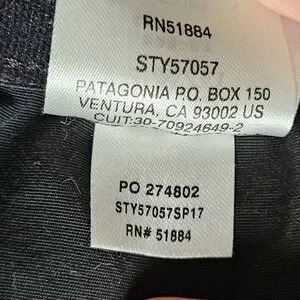 RN51884
STY57057
PATAGONIA P.O. BOX 150
VENTURA, CA 93002 US
CUIT:30-70924649-2
PO 274802
STY57057SP17
RN# 51884